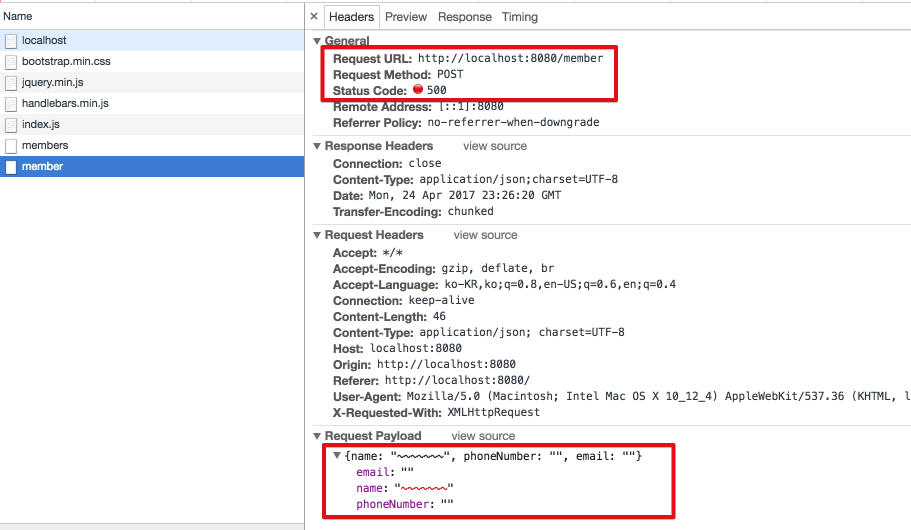 Name
localhost
bootstrap.min.css
jquery.min.js
handlebars.min.js
index.js
members
member
× Headers Preview Response Timing
▼ General
Request URL: http://localhost:8080/member
Request Method: POST
Status Code: 500
Remote Address: [::1]:8080
Referrer Policy: no-referrer-when-downgrade
▼ Response Headers view source
Connection: close
Content-Type: application/json;charset=UTF-8
Date: Mon, 24 Apr 2017 23:26:20 GMT
Transfer-Encoding: chunked
▼ Request Headers view source
Accept: */*
Accept-Encoding: gzip, deflate, br
Accept-Language: ko-KR,ko;q=0.8,en-US;q=0.6,en;q=0.4
Connection: keep-alive
Content-Length: 46
Content-Type: application/json; charset=UTF-8
Host: localhost:8080
Origin: http://localhost:8080
Referer: http://localhost:8080/
User-Agent: Mozilla/5.0 (Macintosh; Intel Mac OS X 10_12_4) AppleWebKit/537.36 (KHTML, l
X-Requested-With: XMLHttpRequest
▼ Request Payload view source
▼ {name: "~~~~~~~", phoneNumber: "", email: ""}
email: ""
name: "~~~~~~~"
phoneNumber: ""